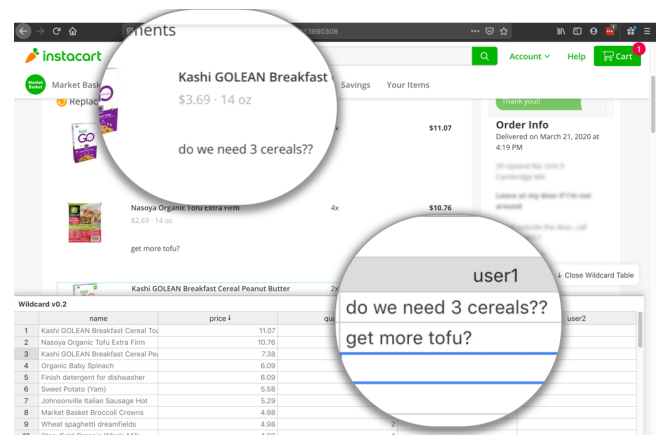 ments
890308
instacart
Account
Help
Cart
1
Market Bask
Savings
Your Items
Replac
Kashi GOLEAN Breakfast
$3.69 · 14 oz
do we need 3 cereals??
$11.07
Thank you!!
Order Info
Delivered on March 21, 2020 at
4:19 PM
Nasoya Organic Tofu Extra Firm
4x
$10.76
$2.69 · 14 oz
get more tofu?
Kashi GOLEAN Breakfast Cereal Peanut Butter
↓ Close Wildcard Table
user1
do we need 3 cereals??
get more tofu?
Wildcard v0.2
name
price↓
qua
user2
1 Kashi GOLEAN Breakfast Cereal Toa 11.07
2 Nasoya Organic Tofu Extra Firm 10.76
3 Kashi GOLEAN Breakfast Cereal Pea 7.38
4 Organic Baby Spinach 6.09
5 Finish detergent for dishwasher 6.09
6 Sweet Potato (Yam) 5.58
7 Johnsonville Italian Sausage Hot 5.29
8 Market Basket Broccoli Crowns 4.98
9 Wheat spaghetti dreamfields 4.98 2